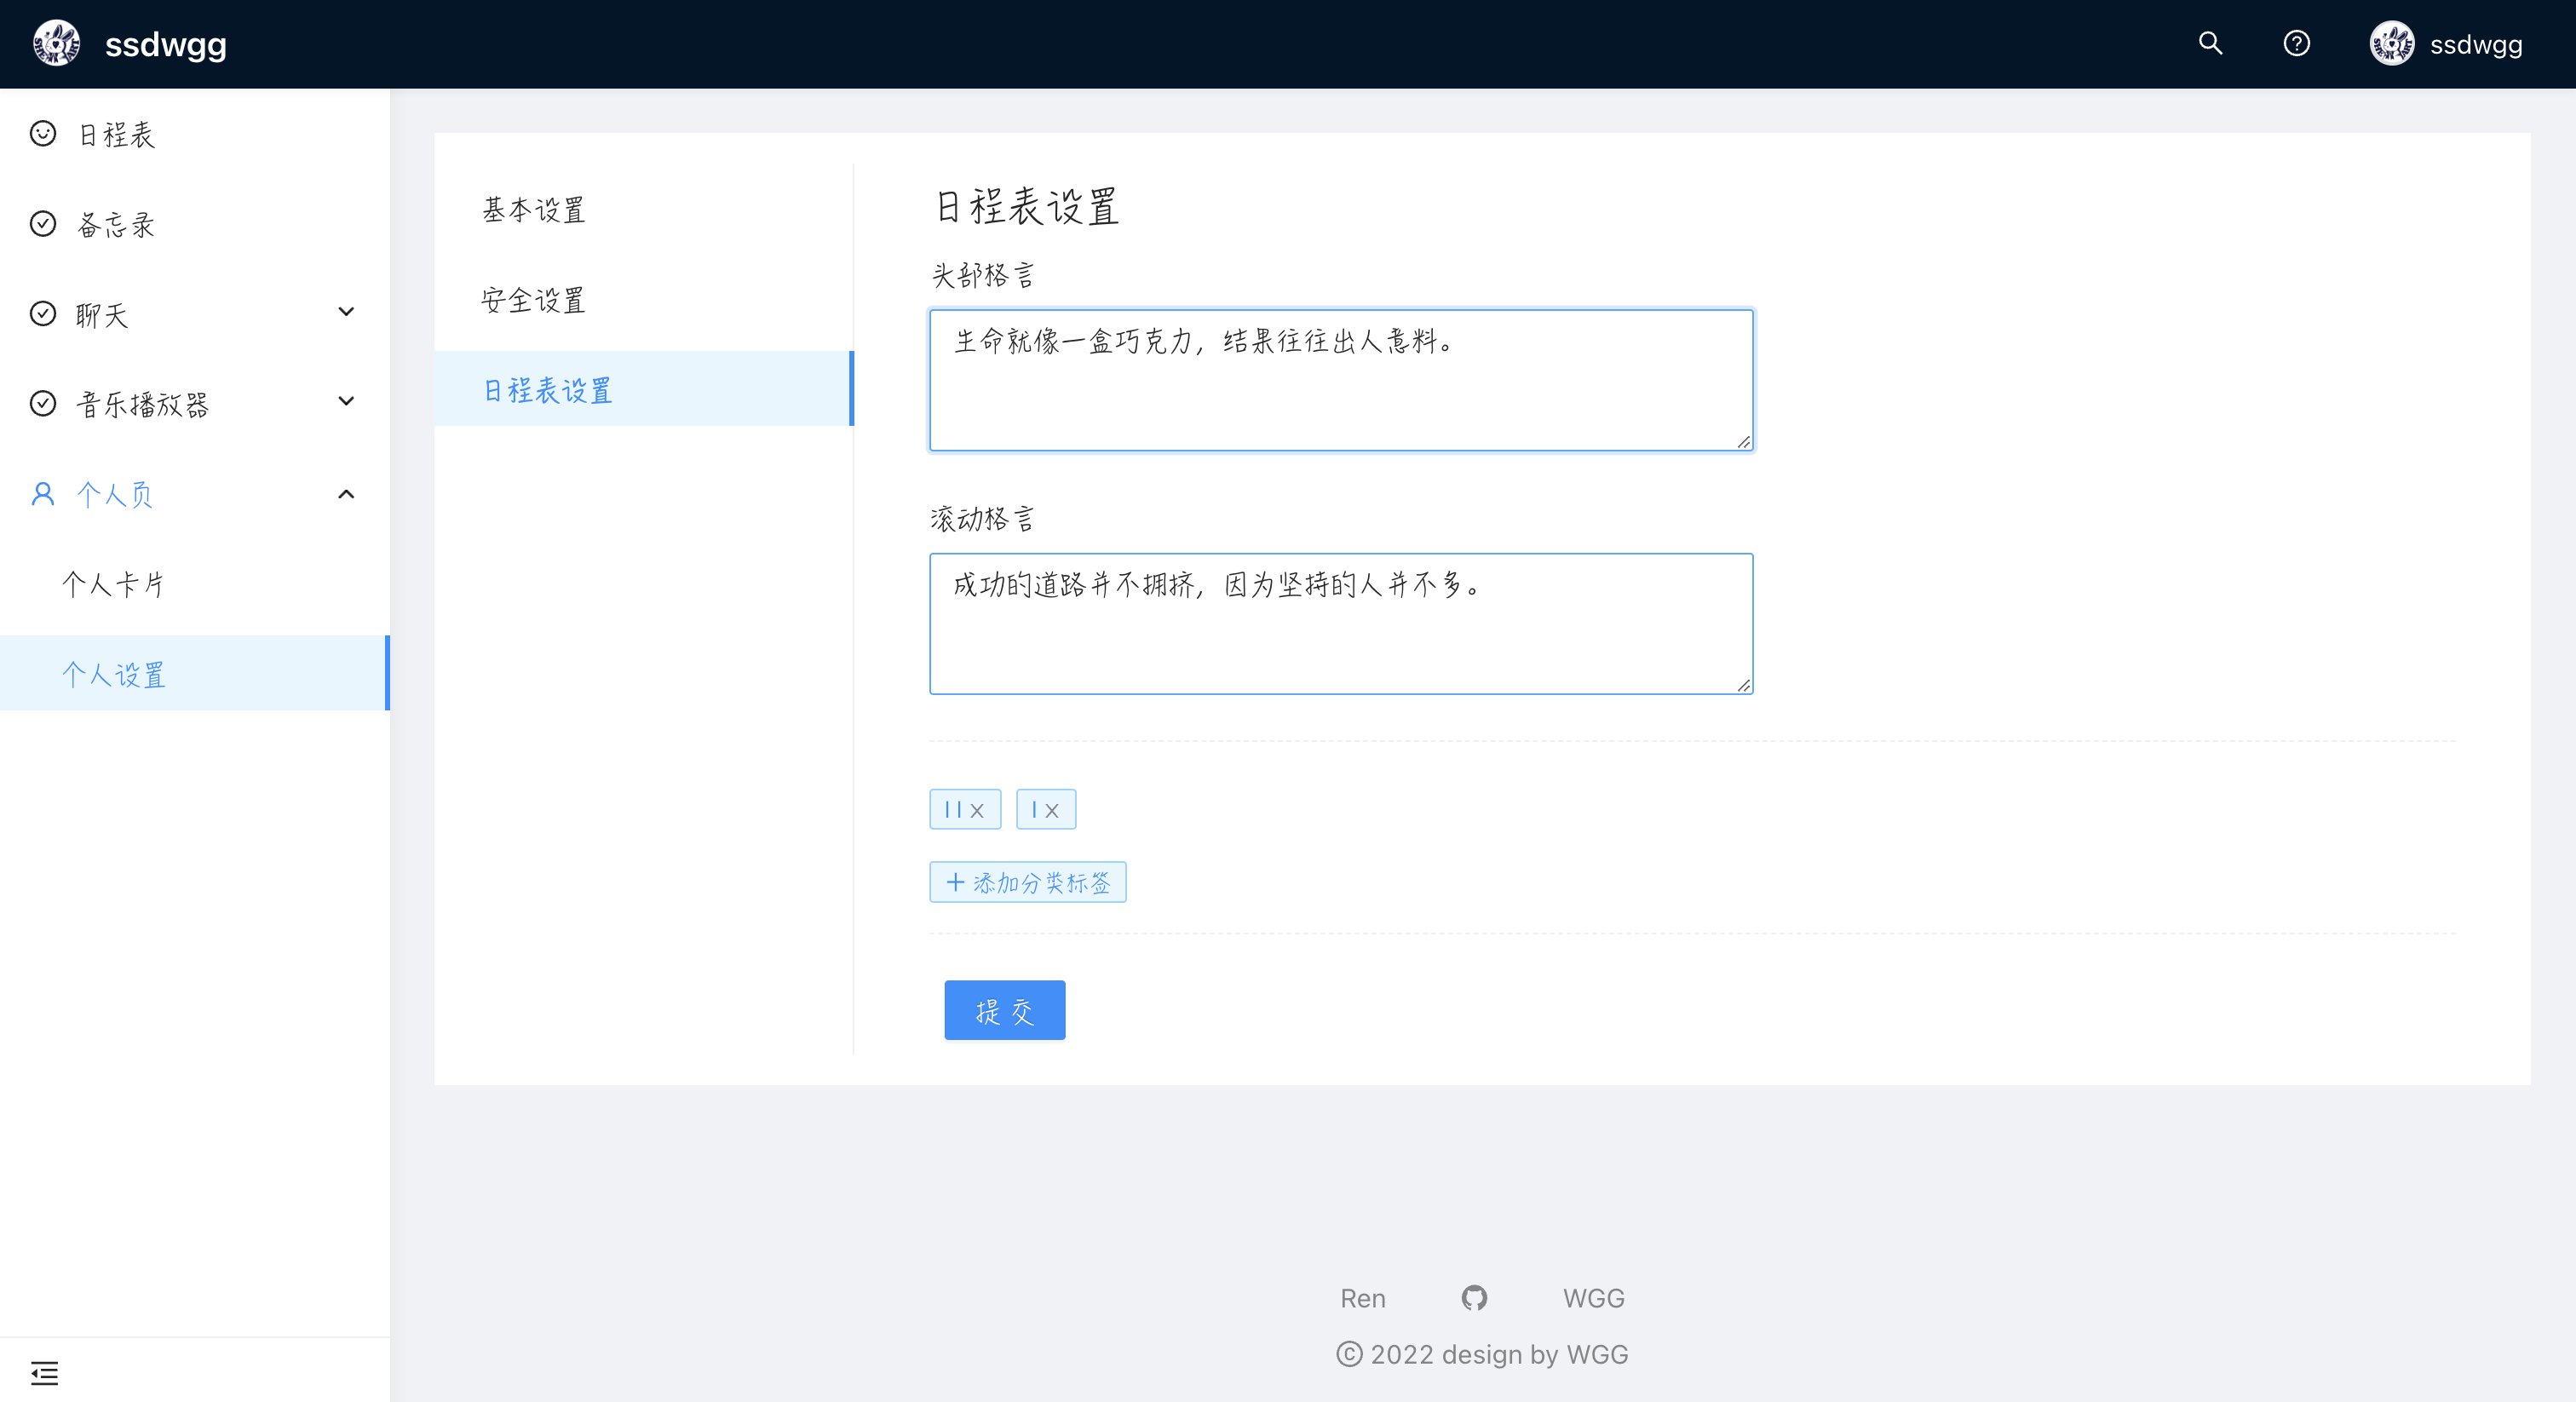 ssdwgg
ssdwgg
日程表
备忘录
聊天
音乐播放器
个人页
个人卡片
个人设置
基本设置
安全设置
日程表设置
日程表设置
头部格言
生命就像一盒巧克力，结果往往出人意料。
滚动格言
成功的道路并不拥挤，因为坚持的人并不多。
+ 添加分类标签
提 交
Ren WGG
© 2022 design by WGG